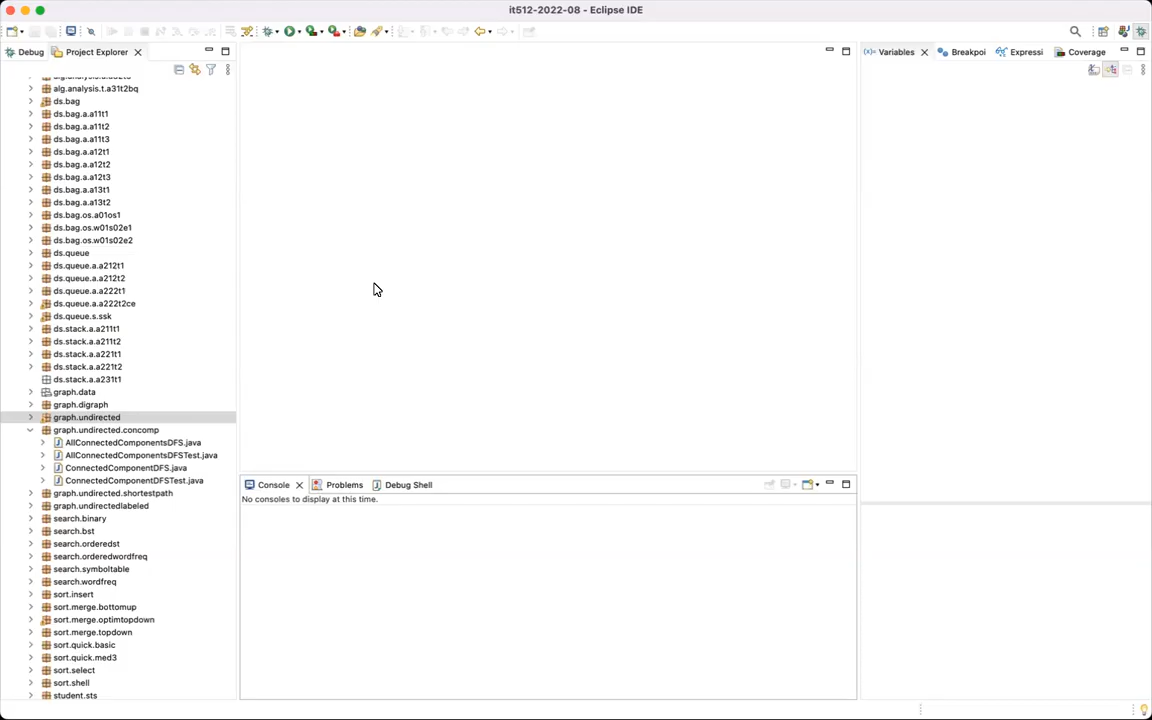 it512-2022-08 - Eclipse IDE
Debug
Project Explorer
Variables
Breakpoi
Expressi
Coverage
alg.analysis.t.a31t2bq
ds.bag
ds.bag.a.a11t1
ds.bag.a.a11t2
ds.bag.a.a11t3
ds.bag.a.a12t1
ds.bag.a.a12t2
ds.bag.a.a12t3
ds.bag.a.a13t1
ds.bag.a.a13t2
ds.bag.os.a01os1
ds.bag.os.w01s02e1
ds.bag.os.w01s02e2
ds.queue
ds.queue.a.a212t1
ds.queue.a.a212t2
ds.queue.a.a222t1
ds.queue.a.a222t2ce
ds.queue.s.ssk
ds.stack.a.a211t1
ds.stack.a.a211t2
ds.stack.a.a221t1
ds.stack.a.a221t2
ds.stack.a.a231t1
graph.data
graph.digraph
graph.undirected
graph.undirected.concomp
AllConnectedComponentsDFS.java
AllConnectedComponentsDFSTest.java
ConnectedComponentDFS.java
ConnectedComponentDFSTest.java
graph.undirected.shortestpath
graph.undirectedlabeled
search.binary
search.bst
search.orderedst
search.orderedwordfreq
search.symboltable
search.wordfreq
sort.insert
sort.merge.bottomup
sort.merge.optimtopdown
sort.merge.topdown
sort.quick.basic
sort.quick.med3
sort.select
sort.shell
student.sts
Console
Problems
Debug Shell
No consoles to display at this time.